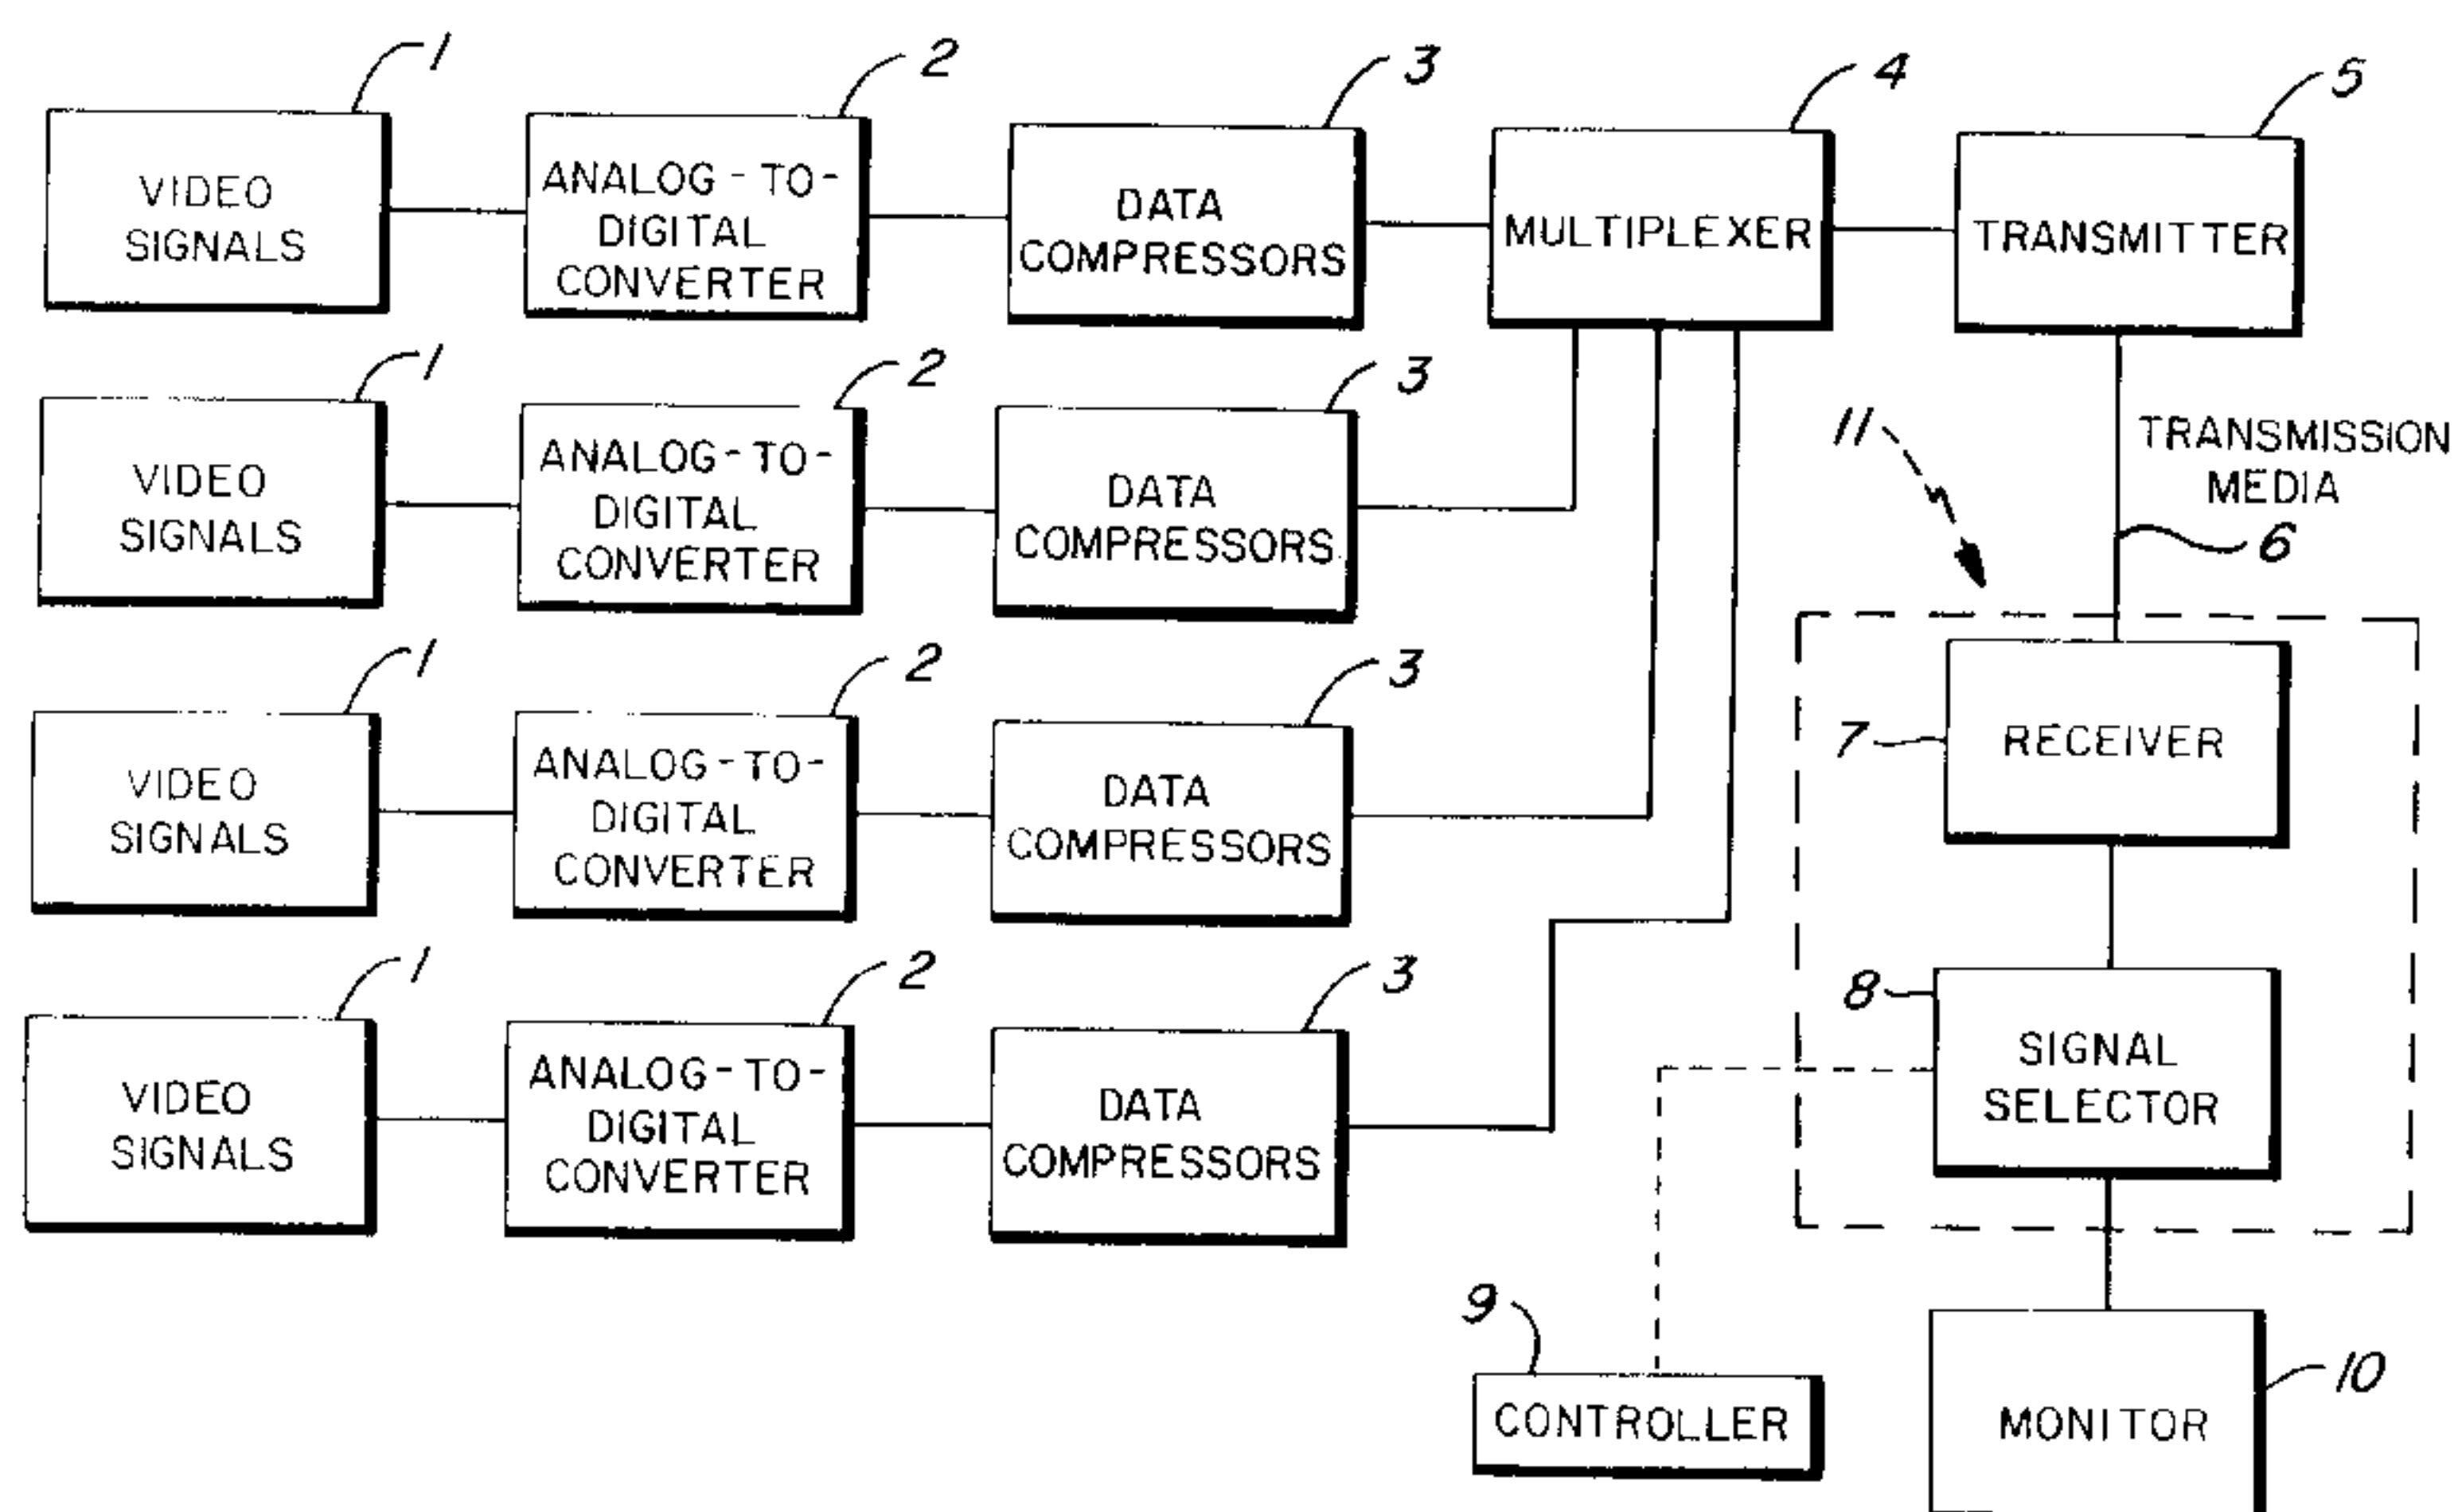 1
2
3
4
5
VIDEO
SIGNALS
ANALOG-TO-
DIGITAL
CONVERTER
DATA
COMPRESSORS
MULTIPLEXER
TRANSMITTER
1
2
3
VIDEO
SIGNALS
ANALOG-TO-
DIGITAL
CONVERTER
DATA
COMPRESSORS
11
TRANSMISSION
MEDIA
6
1
2
3
VIDEO
SIGNALS
ANALOG-TO-
DIGITAL
CONVERTER
DATA
COMPRESSORS
7
RECEIVER
1
2
3
VIDEO
SIGNALS
ANALOG-TO-
DIGITAL
CONVERTER
DATA
COMPRESSORS
8
SIGNAL
SELECTOR
9
CONTROLLER
10
MONITOR